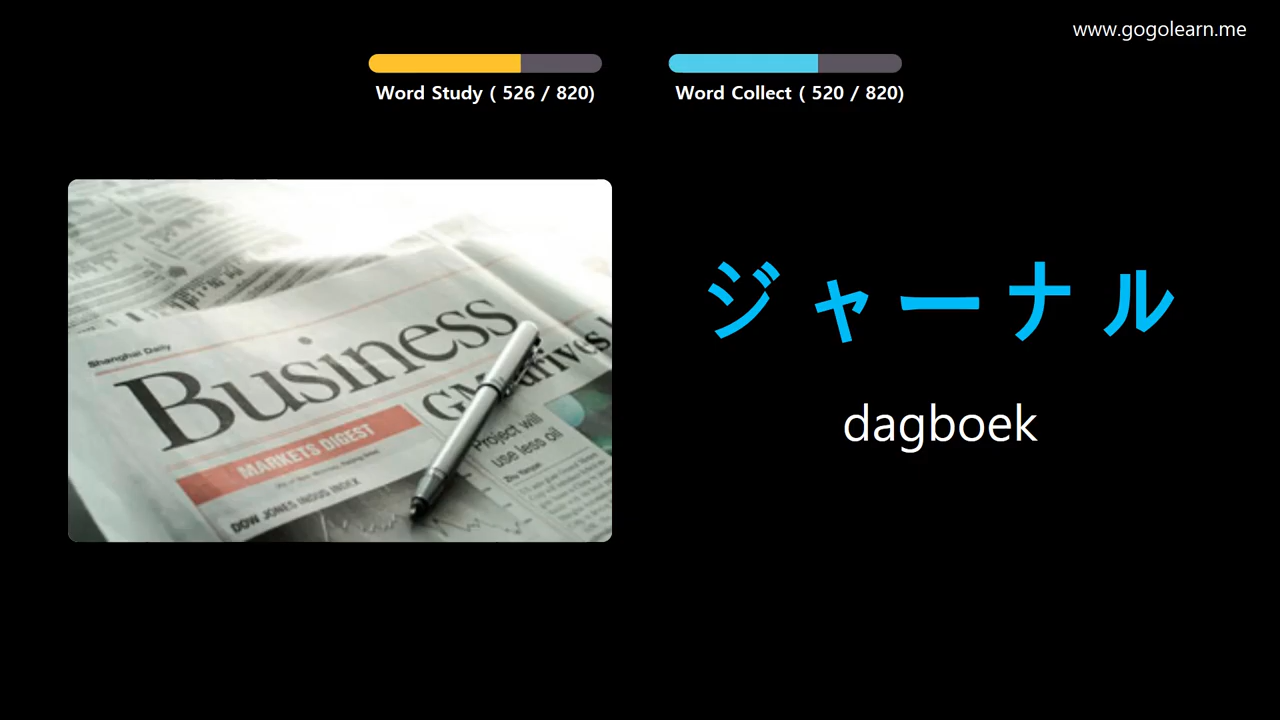 www.gogolearn.me
Word Study ( 526 / 820)
Word Collect ( 520 / 820)
Shanghai Daily
Business
GM
drives
MARKETS DIGEST
Project will
use less oil
DOW JONES INDUS INDEX
ジャーナル
dagboek